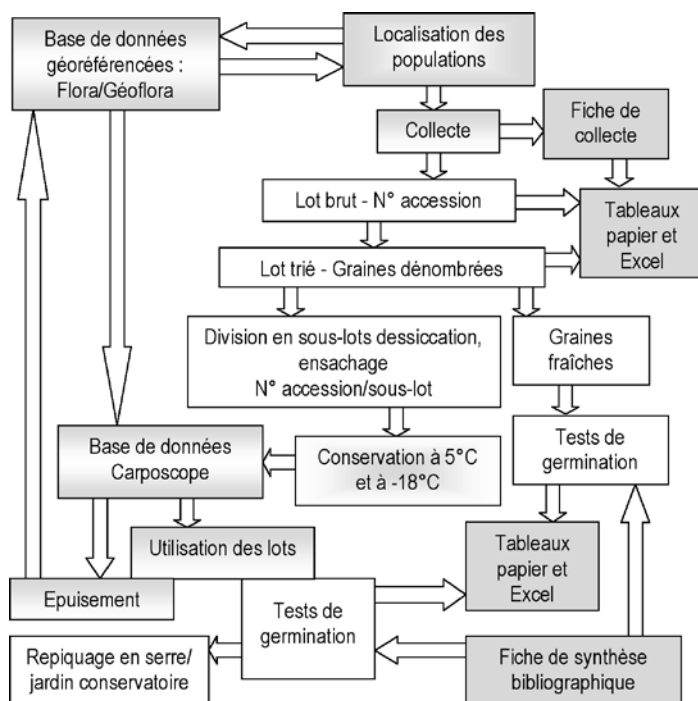 Base de données
géoréférencées :
Flora/Géoflora
Localisation des
populations
Collecte
Fiche de
collecte
Lot brut - N° accession
Tableaux
papier et
Excel
Lot trié - Graines dénombrées
Division en sous-lots dessiccation,
ensachage
N° accession/sous-lot
Graines
fraîches
Base de données
Carposcope
Conservation à 5°C
et à -18°C
Tests de
germination
Utilisation des lots
Tableaux
papier et
Excel
Epuisement
Tests de
germination
Repiquage en serre/
jardin conservatoire
Fiche de synthèse
bibliographique